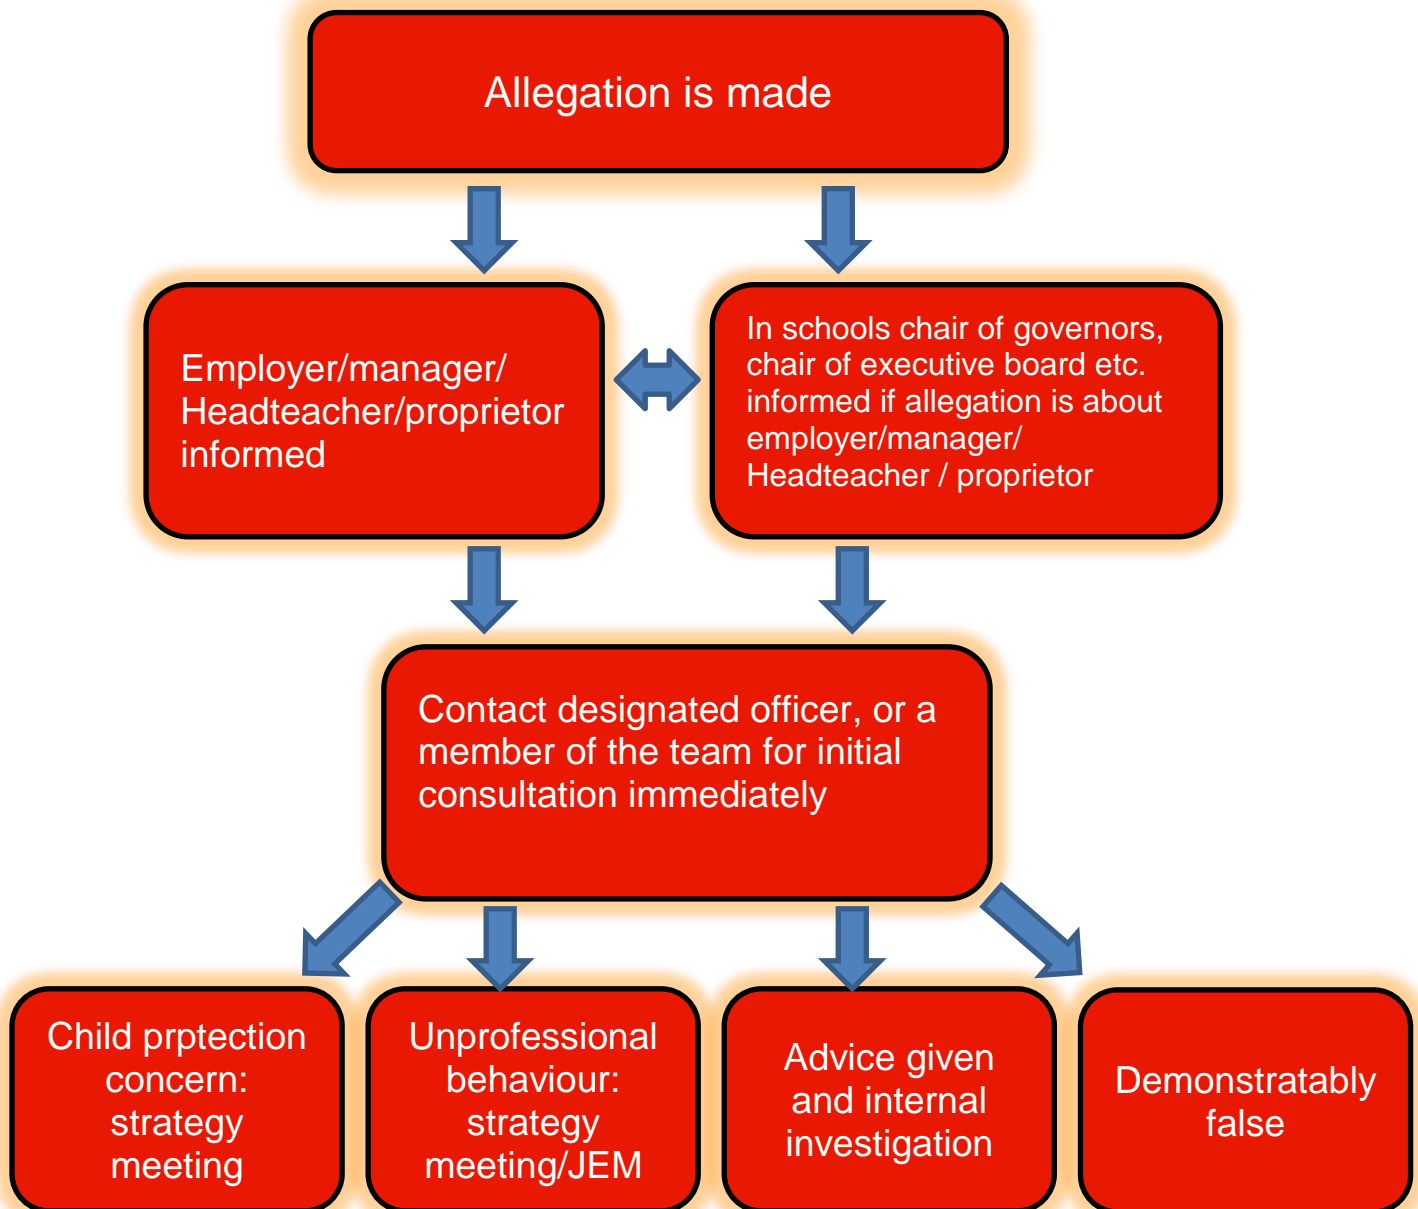 Allegation is made
Employer/manager/
Headteacher/proprietor
informed
In schools chair of governors,
chair of executive board etc.
informed if allegation is about
employer/manager/
Headteacher / proprietor
Contact designated officer, or a
member of the team for initial
consultation immediately
Child prptection
concern:
strategy
meeting
Unprofessional
behaviour:
strategy
meeting/JEM
Advice given
and internal
investigation
Demonstratably
false